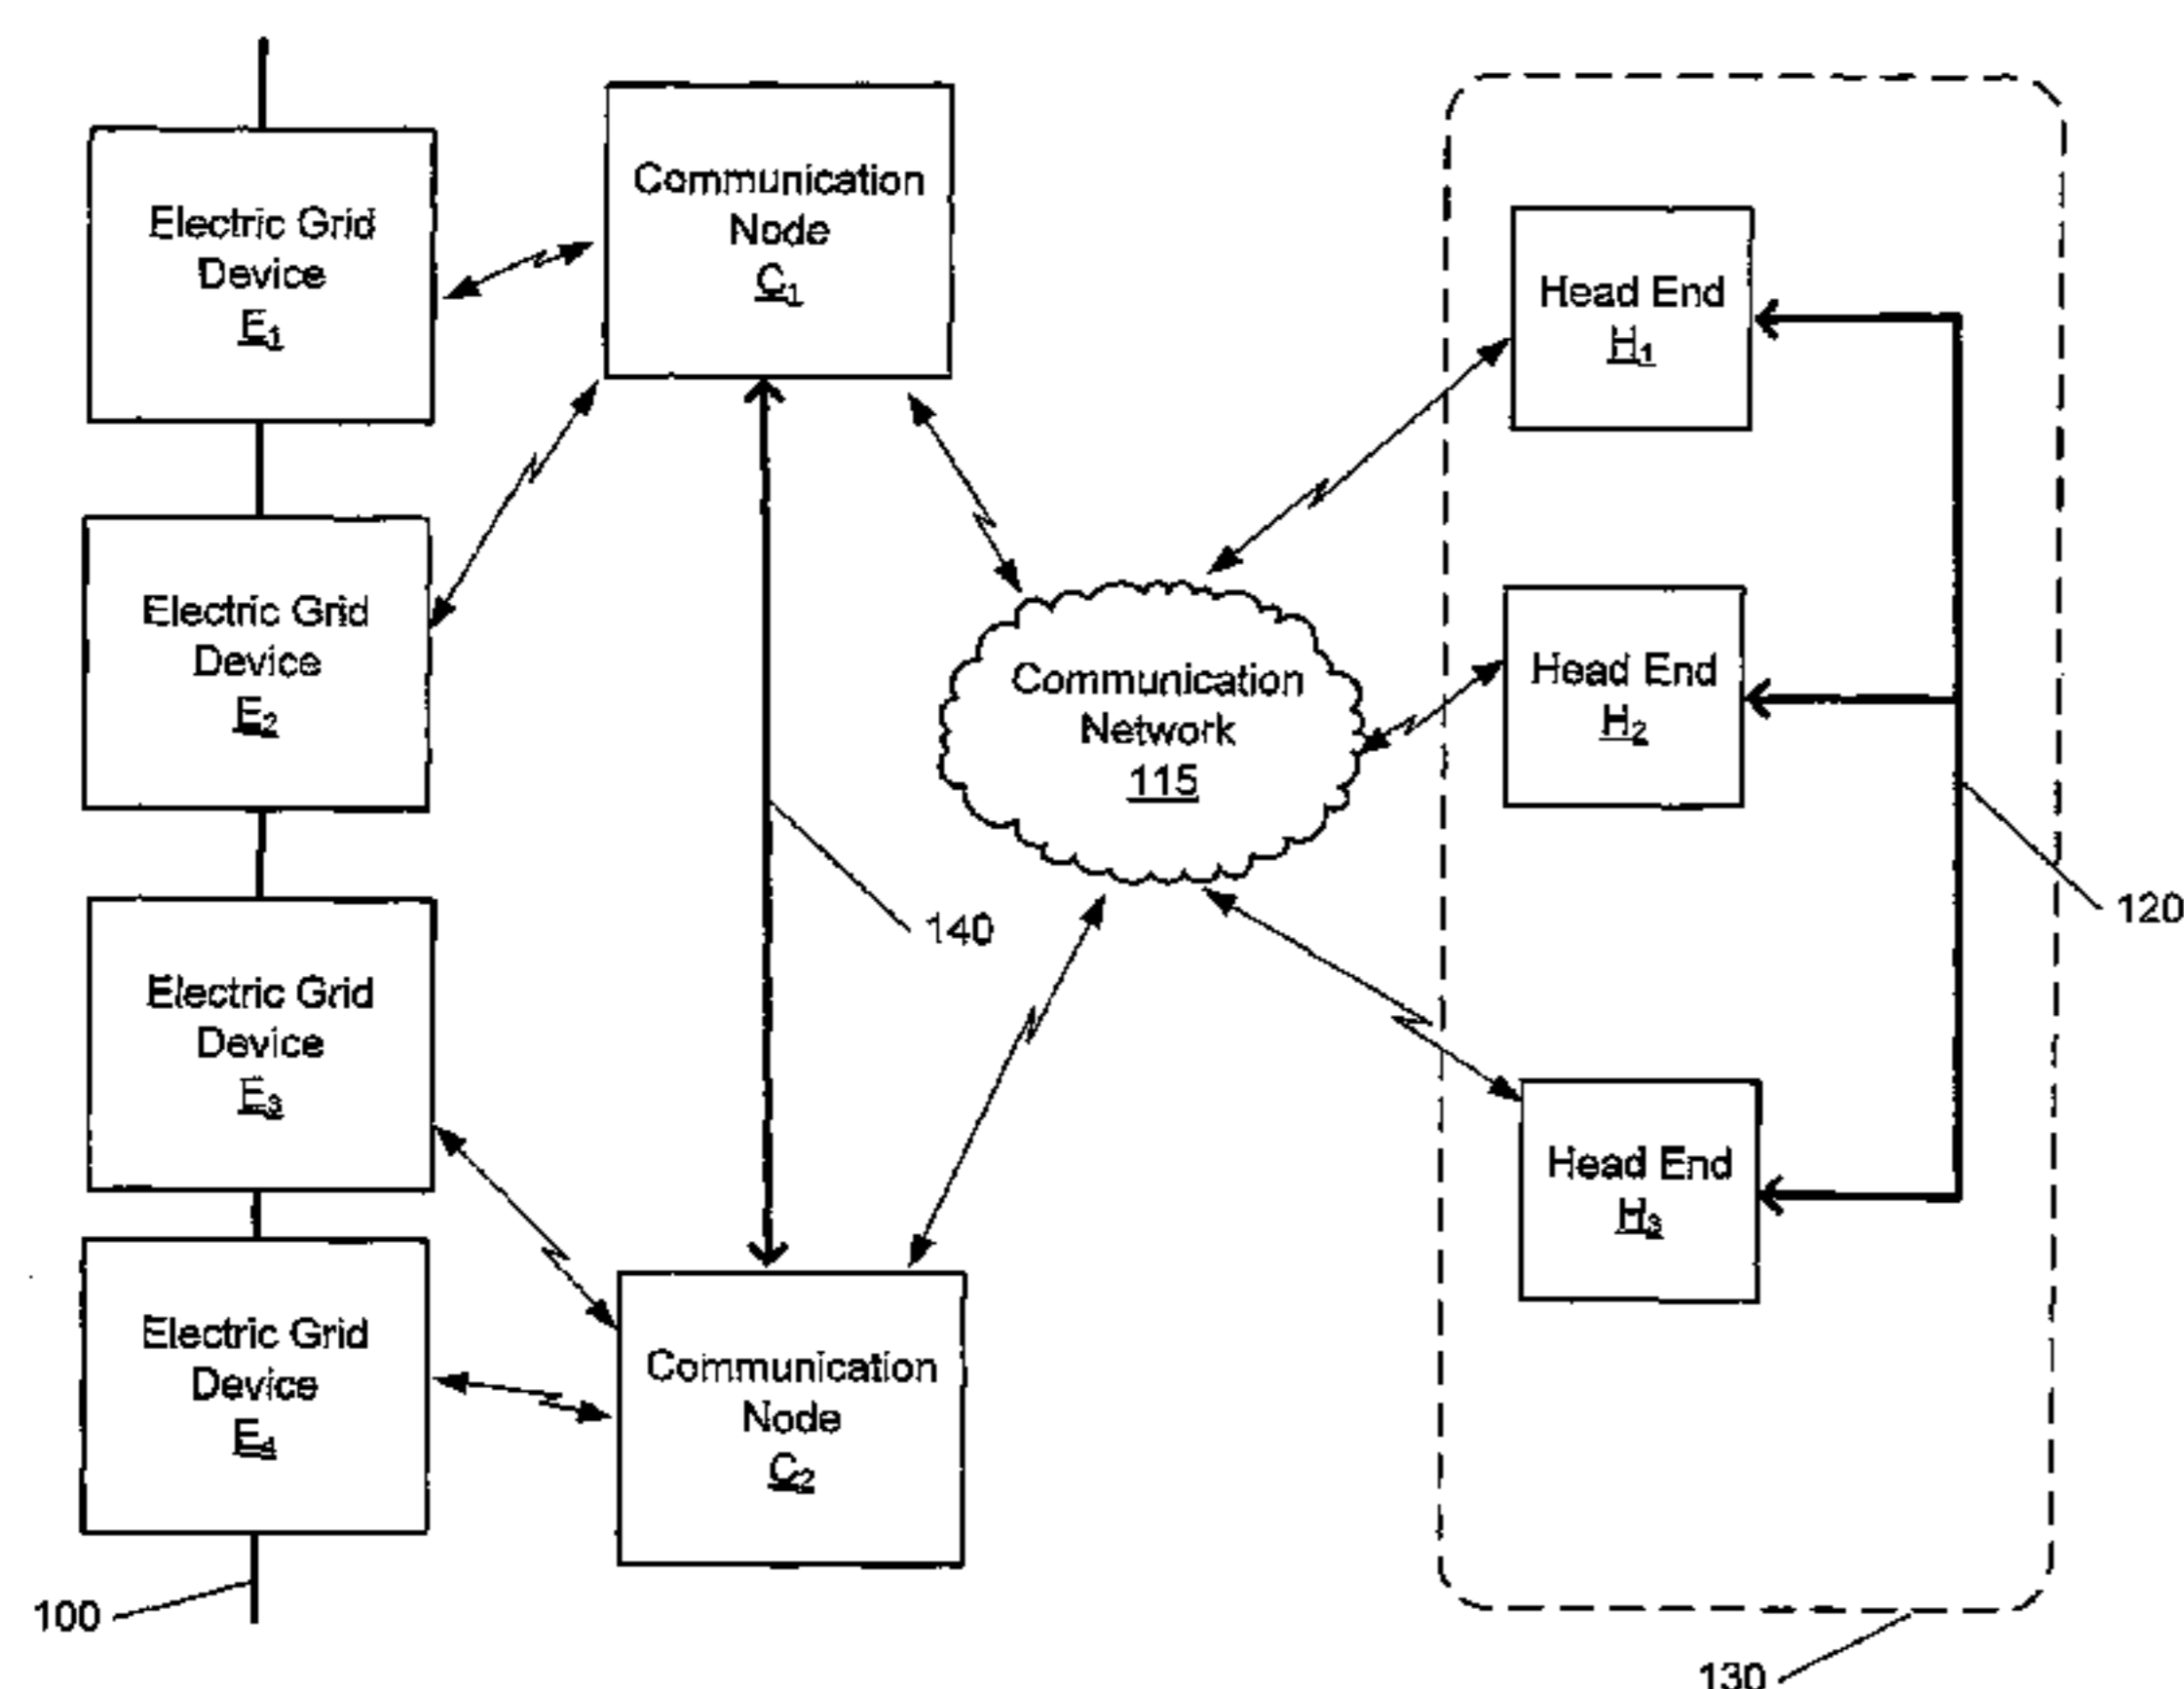 Electric Grid
Device
E1
Communication
Node
C1
Head End
H1
Electric Grid
Device
E2
Communication
Network
115
Head End
H2
140
120
Electric Grid
Device
E3
Head End
H3
Electric Grid
Device
E4
Communication
Node
C2
100
130